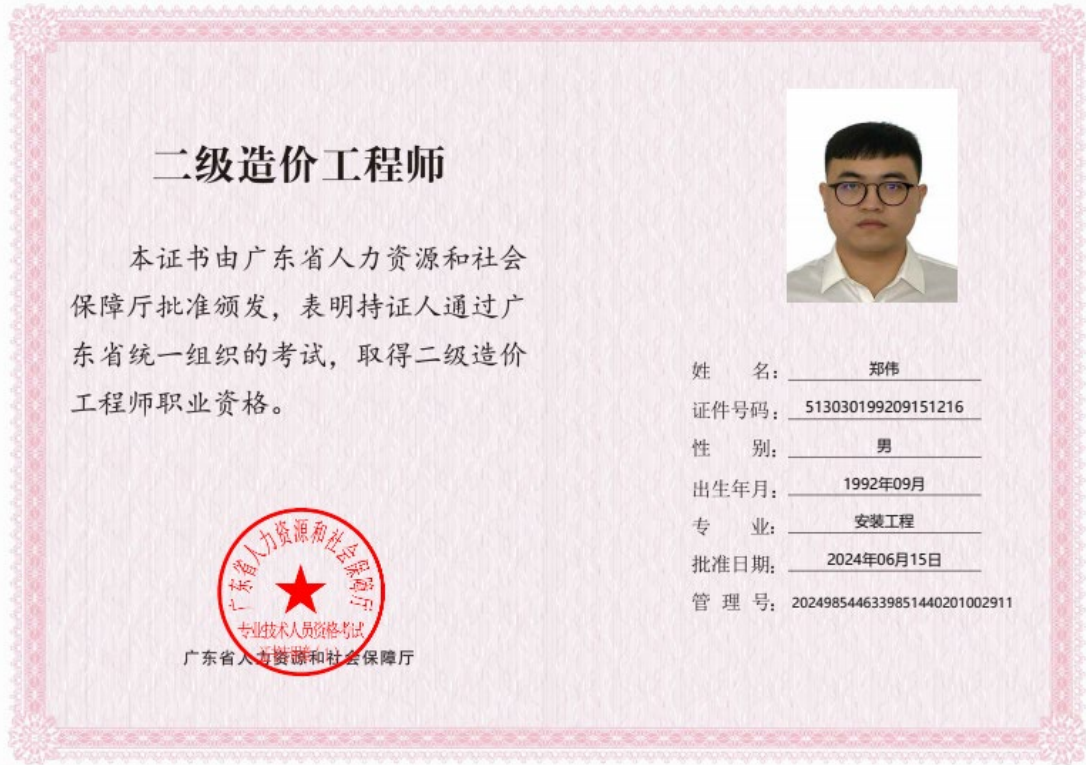 二级造价工程师
本证书由广东省人力资源和社会
保障厅批准颁发，表明持证人通过广
东省统一组织的考试，取得二级造价
工程师职业资格。
广东省人力资源和社会保障厅
专业技术人员资格考试
广东省人力资源和社会保障厅
姓 名：郑伟
证件号码：513030199209151216
性 别：男
出生年月：1992年09月
专 业：安装工程
批准日期：2024年06月15日
管 理 号：20249854463398514402010029​11